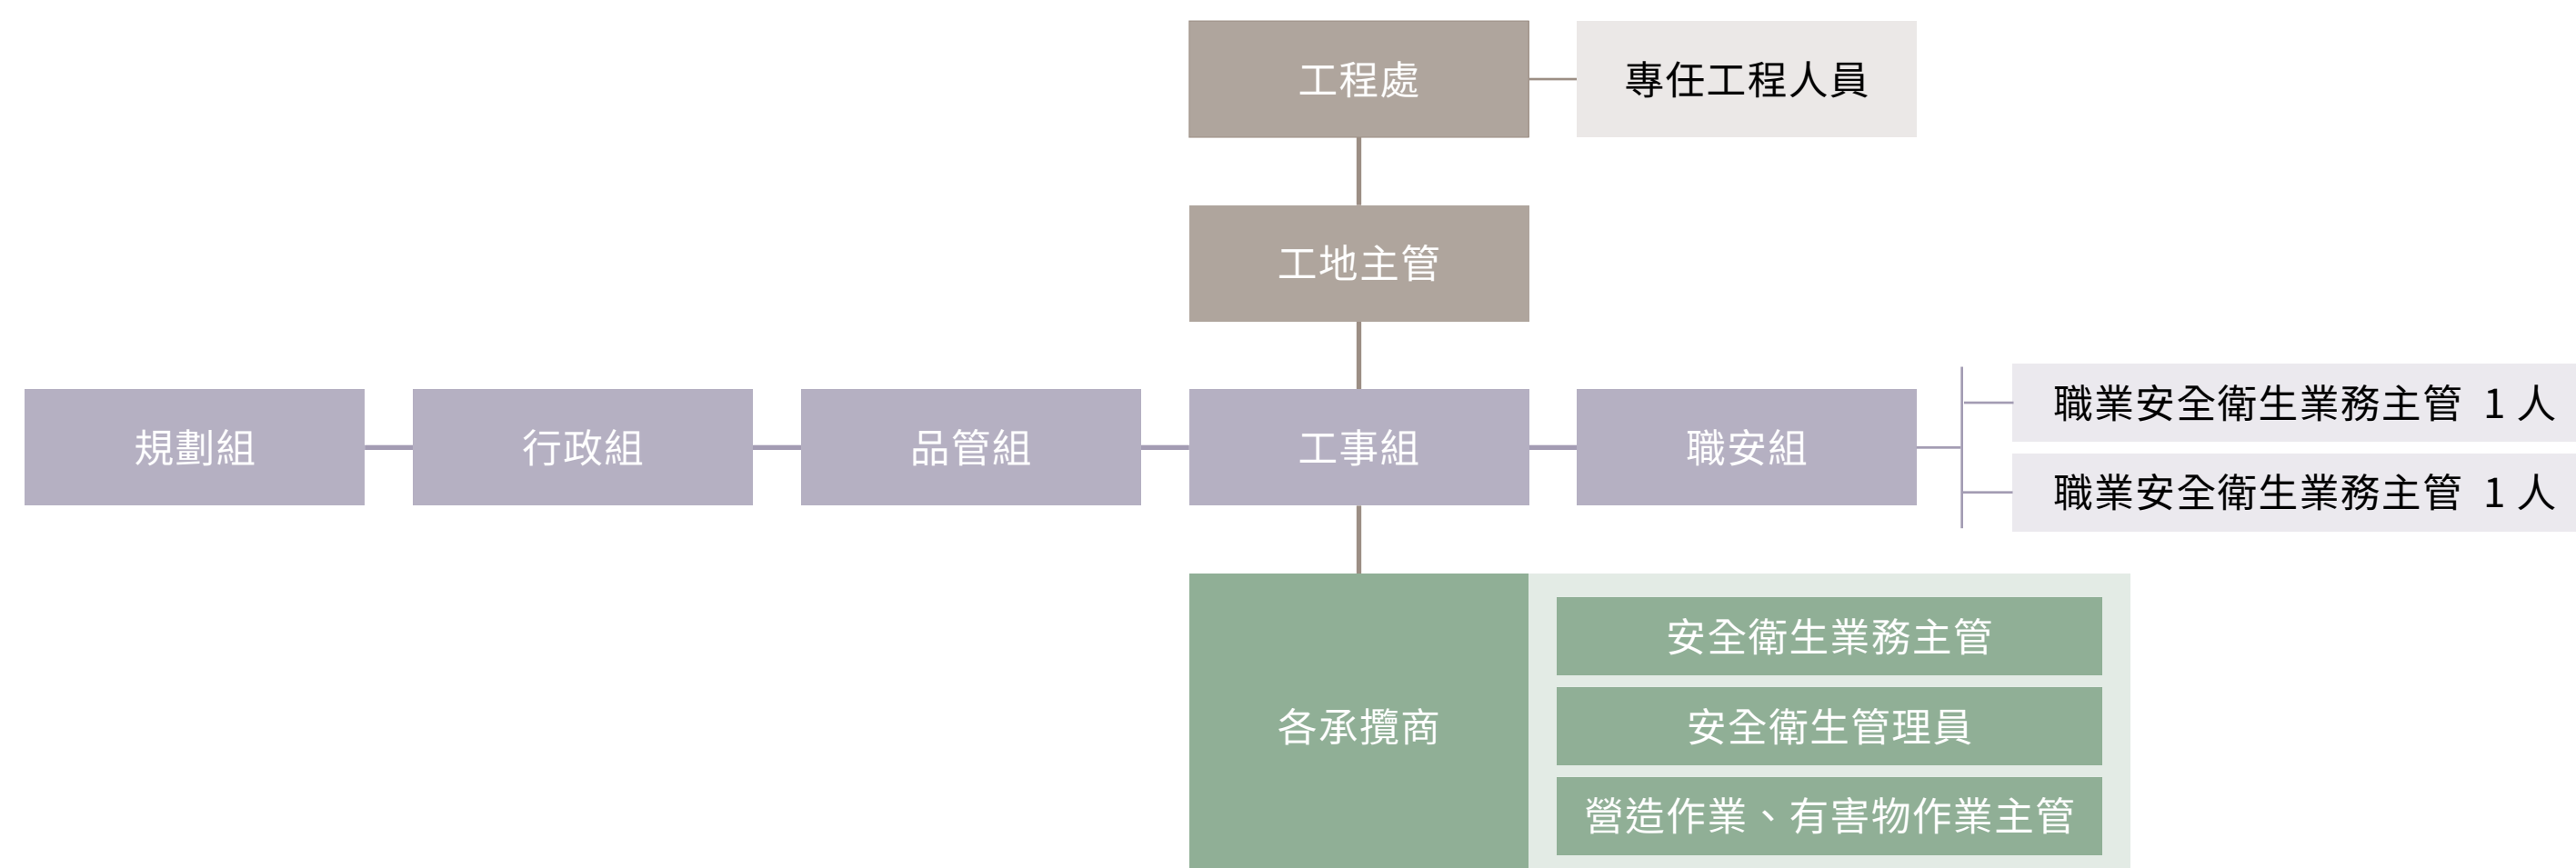 工程處
專任工程人員
工地主管
規劃組
行政組
品管組
工事組
職安組
職業安全衛生業務主管 1 人
職業安全衛生業務主管 1 人
各承攬商
安全衛生業務主管
安全衛生管理員
營造作業、有害物作業主管